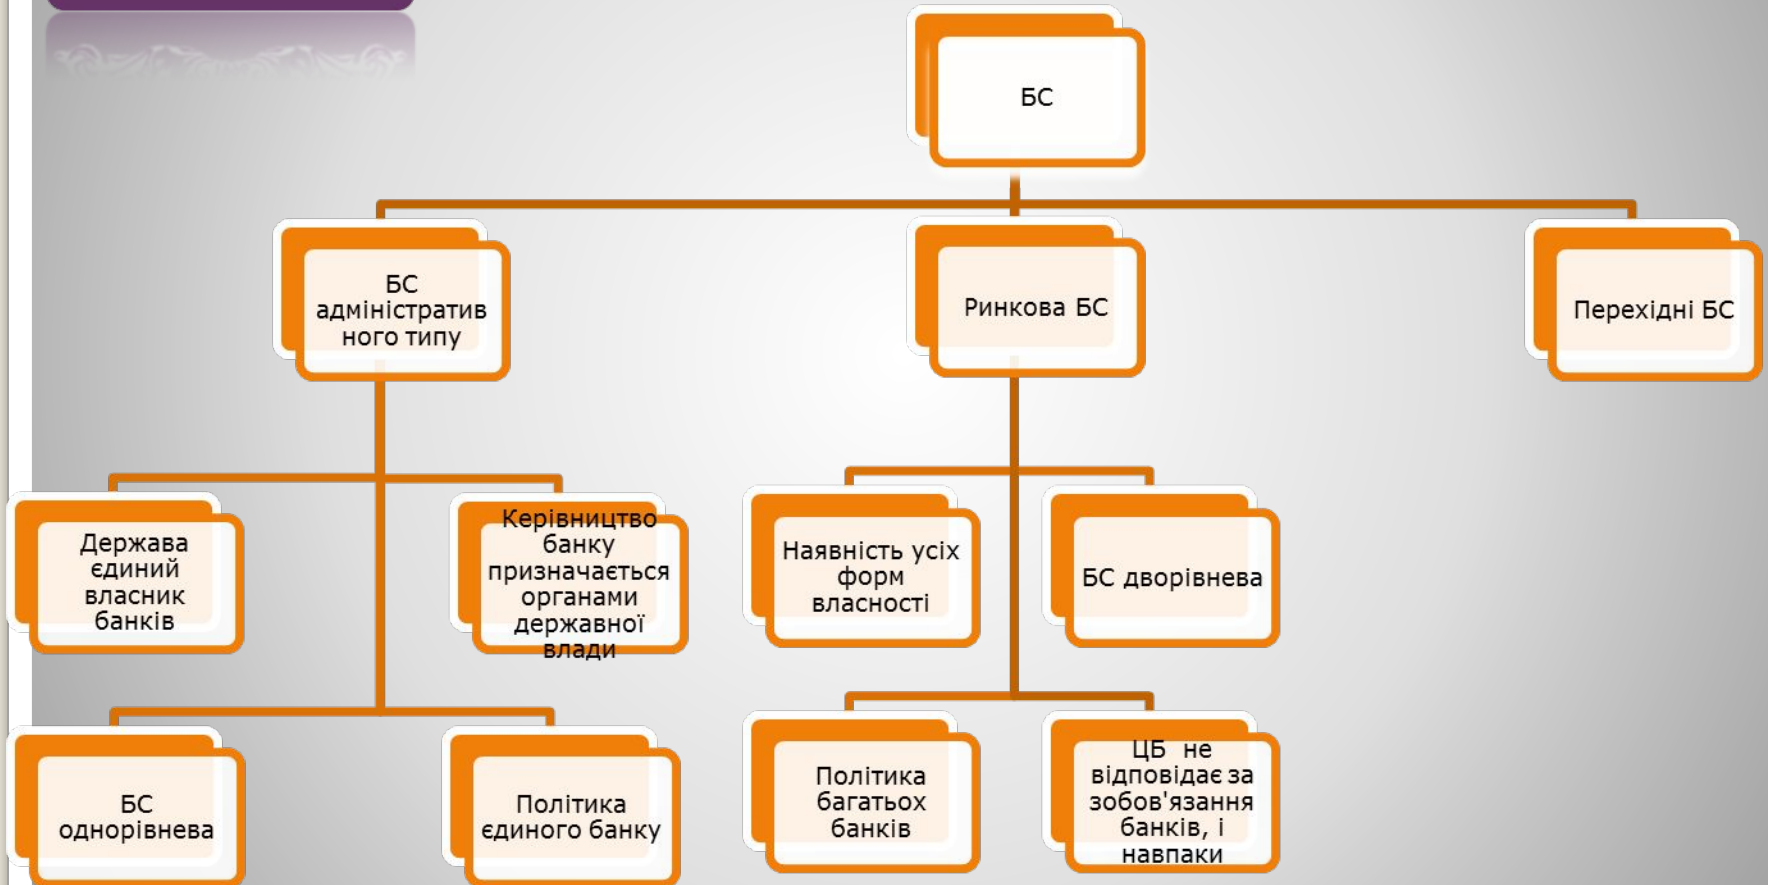 БС
БС
адміністратив
ного типу
Ринкова БС
Перехідні БС
Держава
єдиний
власник
банків
Керівництво
банку
призначається
органами
державної
влади
Наявність усіх
форм
власності
БС дворівнева
БС
однорівнева
Політика
єдиного банку
Політика
багатьох
банків
ЦБ не
відповідає за
зобов'язання
банків, і
навпаки